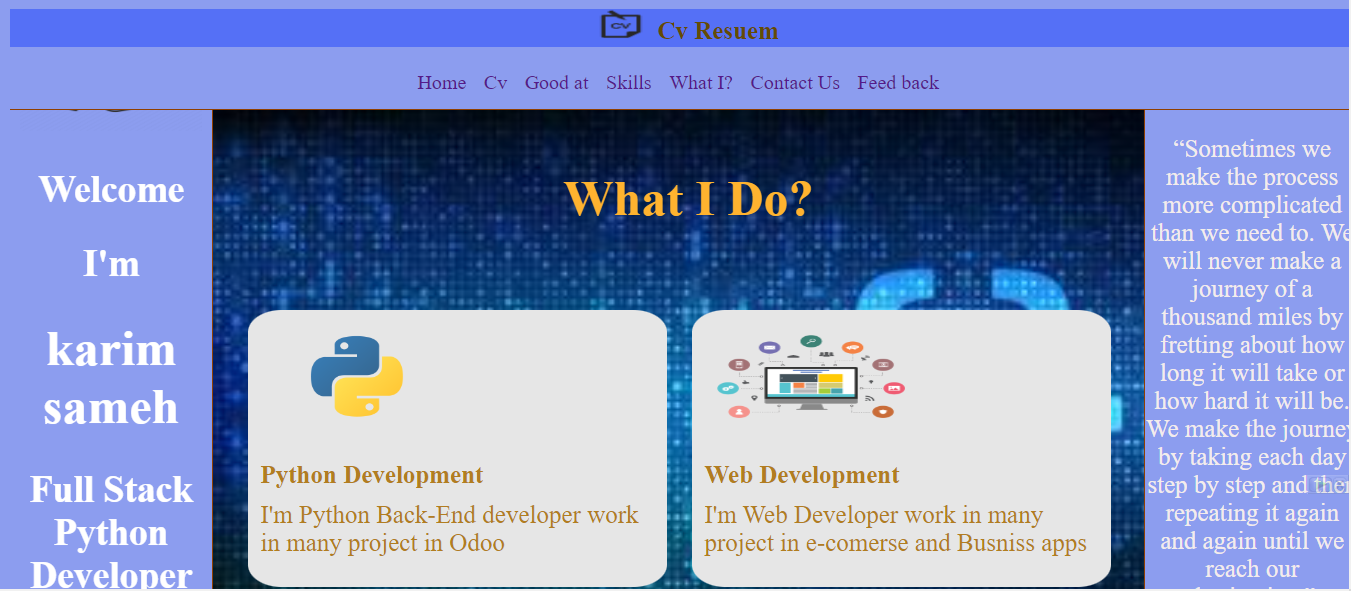 CV
Cv Resuem
Home Cv Good at Skills What I? Contact Us Feed back
Welcome
I'm
karim
sameh
Full Stack
Python
Developer
What I Do?
Python Development
I'm Python Back-End developer work
in many project in Odoo
Web Development
I'm Web Developer work in many
project in e-comerse and Busniss apps
“Sometimes we
make the process
more complicated
than we need to. We
will never make a
journey of a
thousand miles by
fretting about how
long it will take or
how hard it will be.
We make the journey
by taking each day
step by step and then
repeating it again
and again until we
reach our